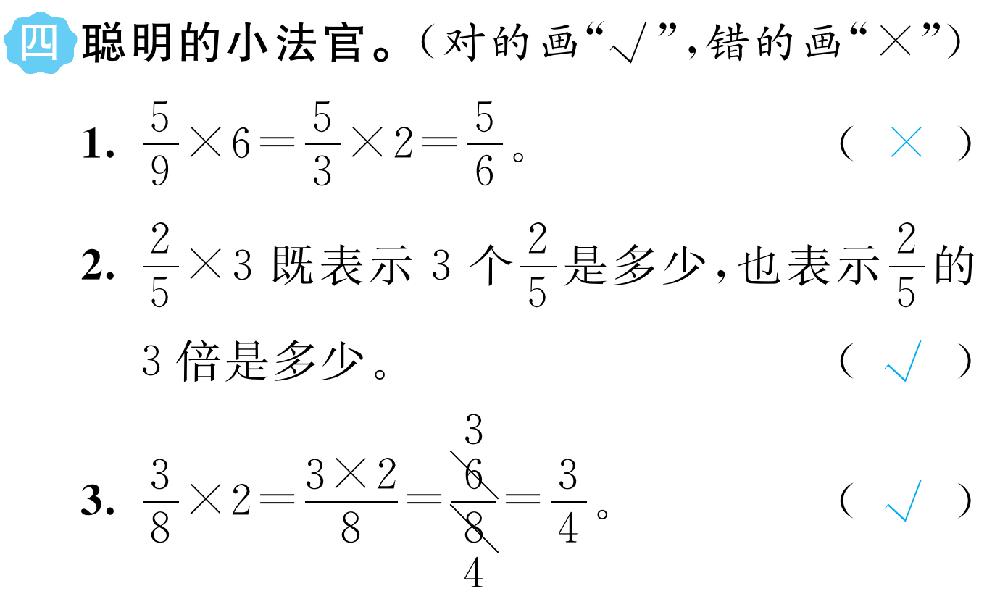 四 聪明的小法官。(对的画“√”,错的画“×”)
1. 5/9×6=5/3×2=5/6。 ( × )
2. 2/5×3 既表示 3 个 2/5 是多少,也表示 2/5 的
3 倍是多少。 ( √ )
3. 3/8×2=(3×2)/8=6/8=3/4。 ( √ )
3
4